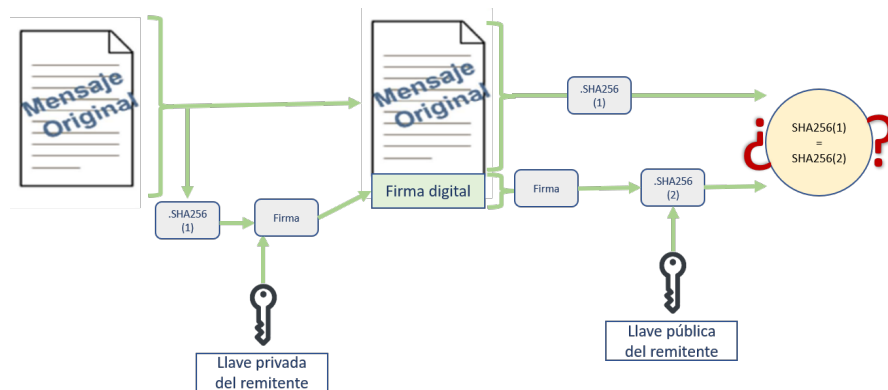 Mensaje
Original
.SHA256
(1)
Firma
Llave privada
del remitente
Mensaje
Original
Firma digital
.SHA256
(1)
Firma
.SHA256
(2)
Llave pública
del remitente
¿
SHA256(1)
=
SHA256(2)
?